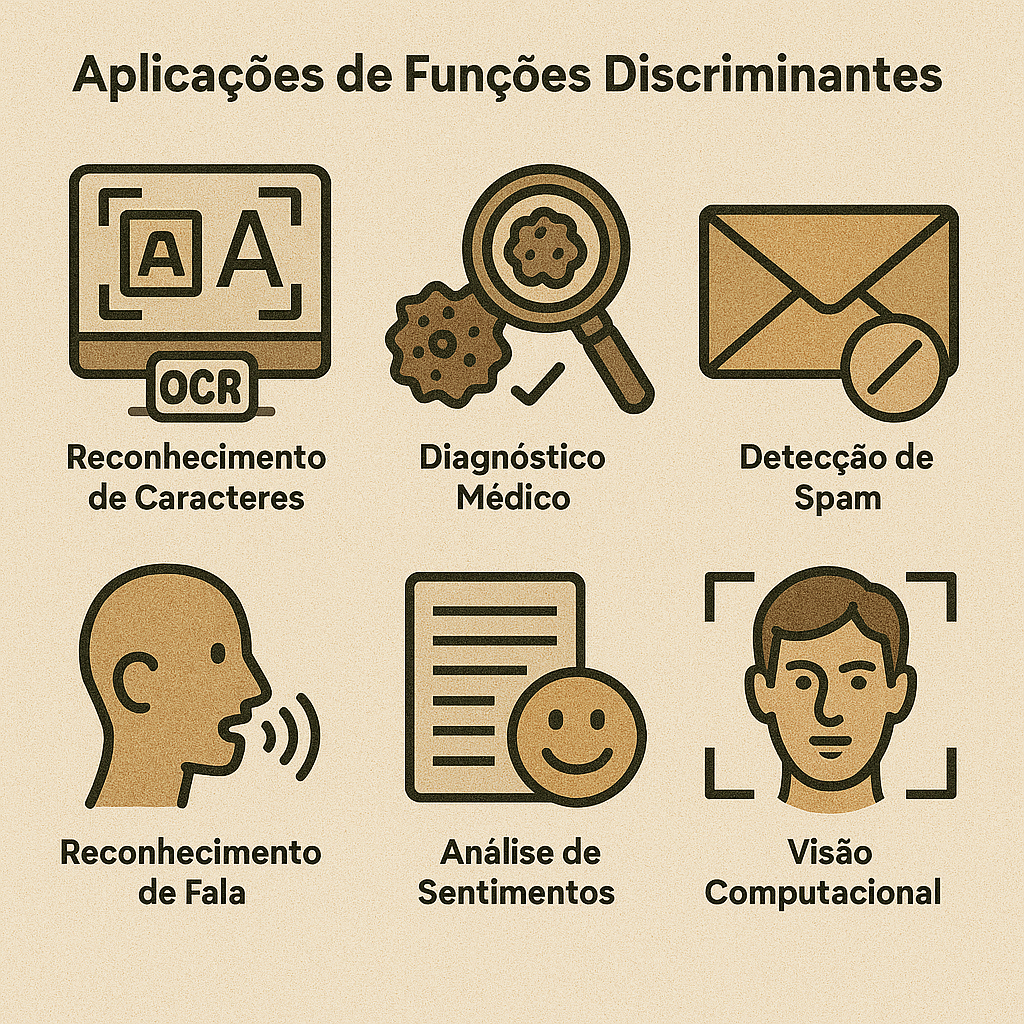 Aplicações de Funções Discriminantes
A A
OCR
Reconhecimento
de Caracteres
Diagnóstico
Médico
Detecção de
Spam
Reconhecimento
de Fala
Análise de
Sentimentos
Visão
Computacional